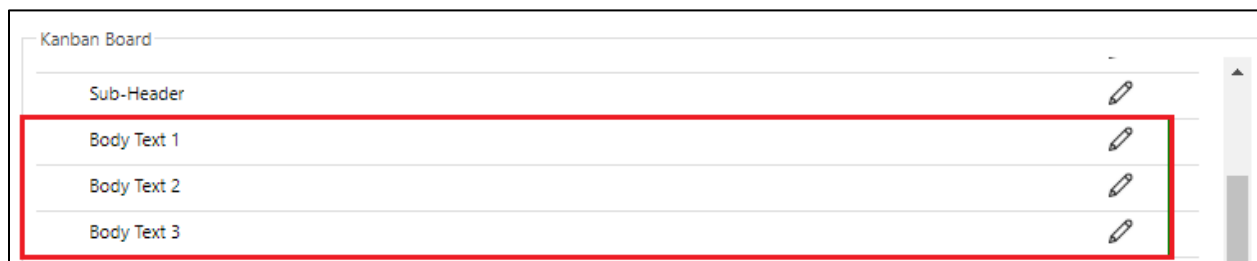 Kanban Board
Sub-Header
Body Text 1
Body Text 2
Body Text 3